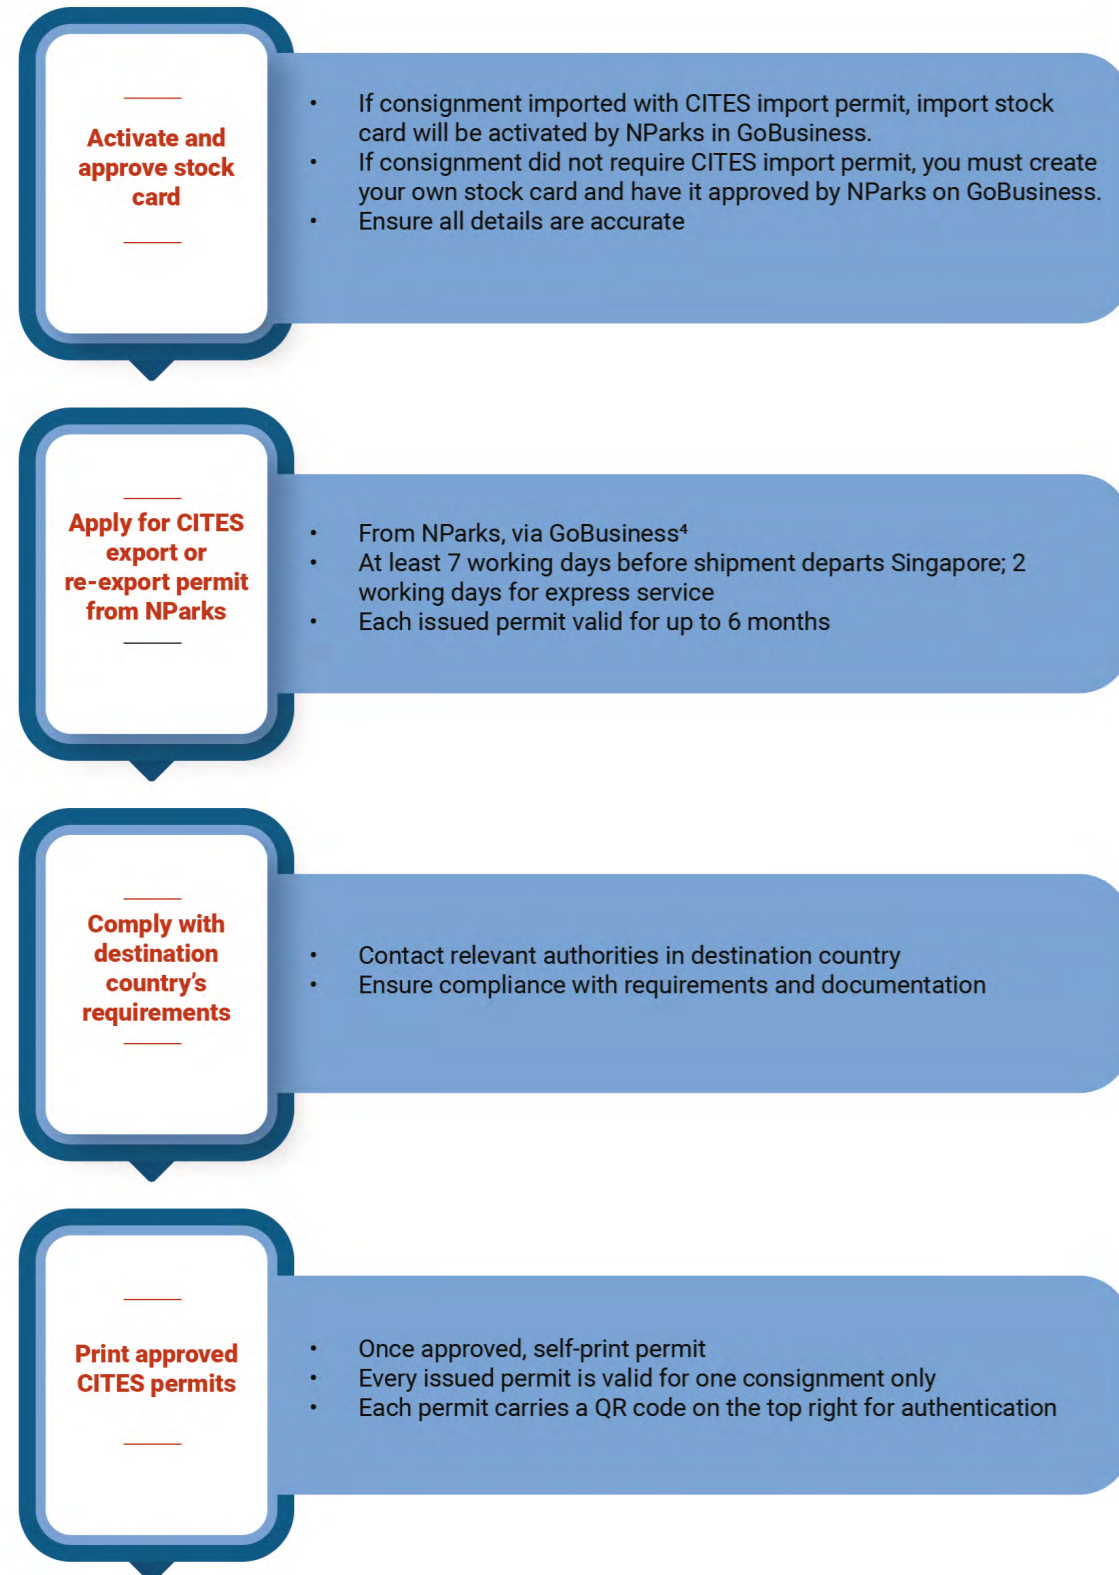 Activate and
approve stock
card
• If consignment imported with CITES import permit, import stock
card will be activated by NParks in GoBusiness.
• If consignment did not require CITES import permit, you must create
your own stock card and have it approved by NParks on GoBusiness.
• Ensure all details are accurate
Apply for CITES
export or
re-export permit
from NParks
• From NParks, via GoBusiness⁴
• At least 7 working days before shipment departs Singapore; 2
working days for express service
• Each issued permit valid for up to 6 months
Comply with
destination
country’s
requirements
• Contact relevant authorities in destination country
• Ensure compliance with requirements and documentation
Print approved
CITES permits
• Once approved, self-print permit
• Every issued permit is valid for one consignment only
• Each permit carries a QR code on the top right for authentication